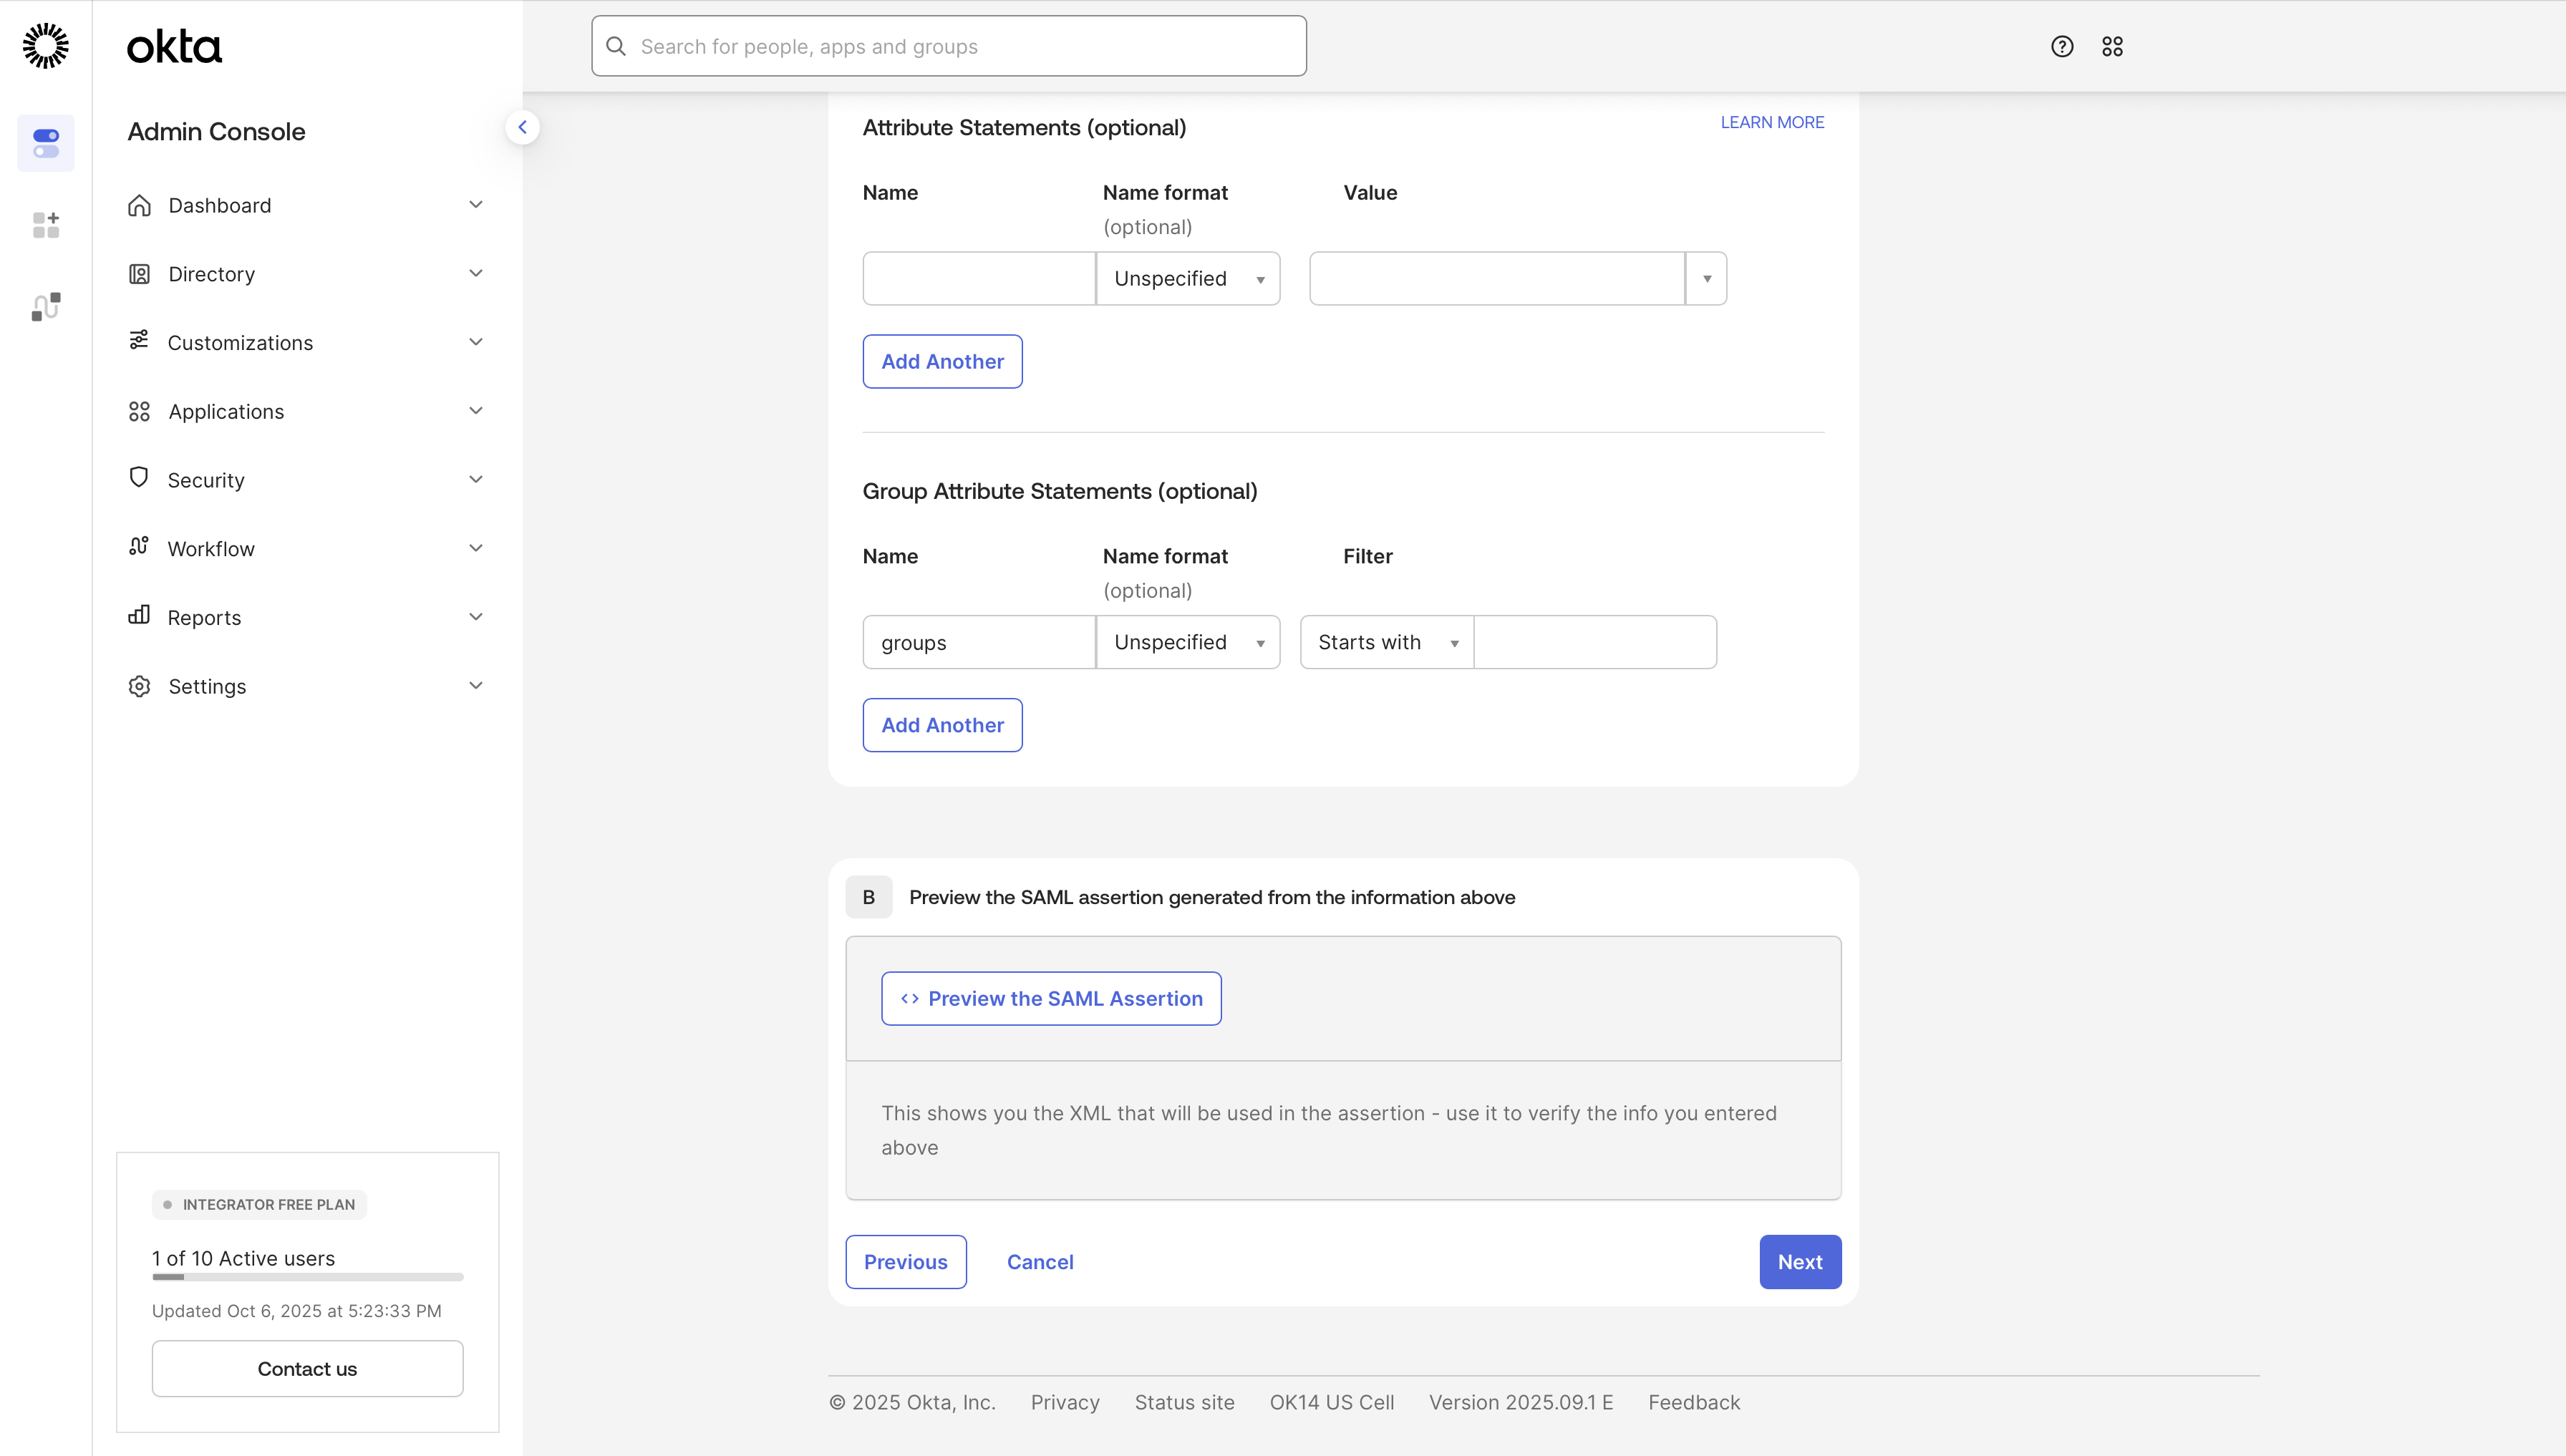 okta
Search for people, apps and groups
Admin Console
Dashboard
Directory
Customizations
Applications
Security
Workflow
Reports
Settings
INTEGRATOR FREE PLAN
1 of 10 Active users
Updated Oct 6, 2025 at 5:23:33 PM
Contact us
Attribute Statements (optional)
LEARN MORE
Name Name format Value
(optional)
Unspecified
Add Another
Group Attribute Statements (optional)
Name Name format Filter
(optional)
groups Unspecified Starts with
Add Another
B Preview the SAML assertion generated from the information above
<> Preview the SAML Assertion
This shows you the XML that will be used in the assertion - use it to verify the info you entered
above
Previous Cancel Next
© 2025 Okta, Inc. Privacy Status site OK14 US Cell Version 2025.09.1 E Feedback